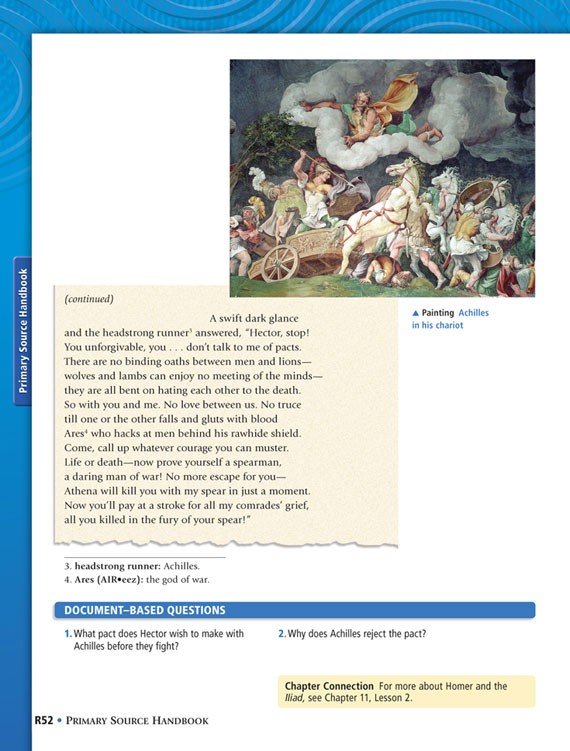 Primary Source Handbook
▲ Painting Achilles
in his chariot
(continued)
A swift dark glance
and the headstrong runner³ answered, “Hector, stop!
You unforgivable, you . . . don’t talk to me of pacts.
There are no binding oaths between men and lions—
wolves and lambs can enjoy no meeting of the minds—
they are all bent on hating each other to the death.
So with you and me. No love between us. No truce
till one or the other falls and gluts with blood
Ares⁴ who hacks at men behind his rawhide shield.
Come, call up whatever courage you can muster.
Life or death—now prove yourself a spearman,
a daring man of war! No more escape for you—
Athena will kill you with my spear in just a moment.
Now you’ll pay at a stroke for all my comrades’ grief,
all you killed in the fury of your spear!”
3. headstrong runner: Achilles.
4. Ares (AIR•eez): the god of war.
DOCUMENT–BASED QUESTIONS
1. What pact does Hector wish to make with
Achilles before they fight?
2. Why does Achilles reject the pact?
Chapter Connection For more about Homer and the
Iliad, see Chapter 11, Lesson 2.
R52 • PRIMARY SOURCE HANDBOOK